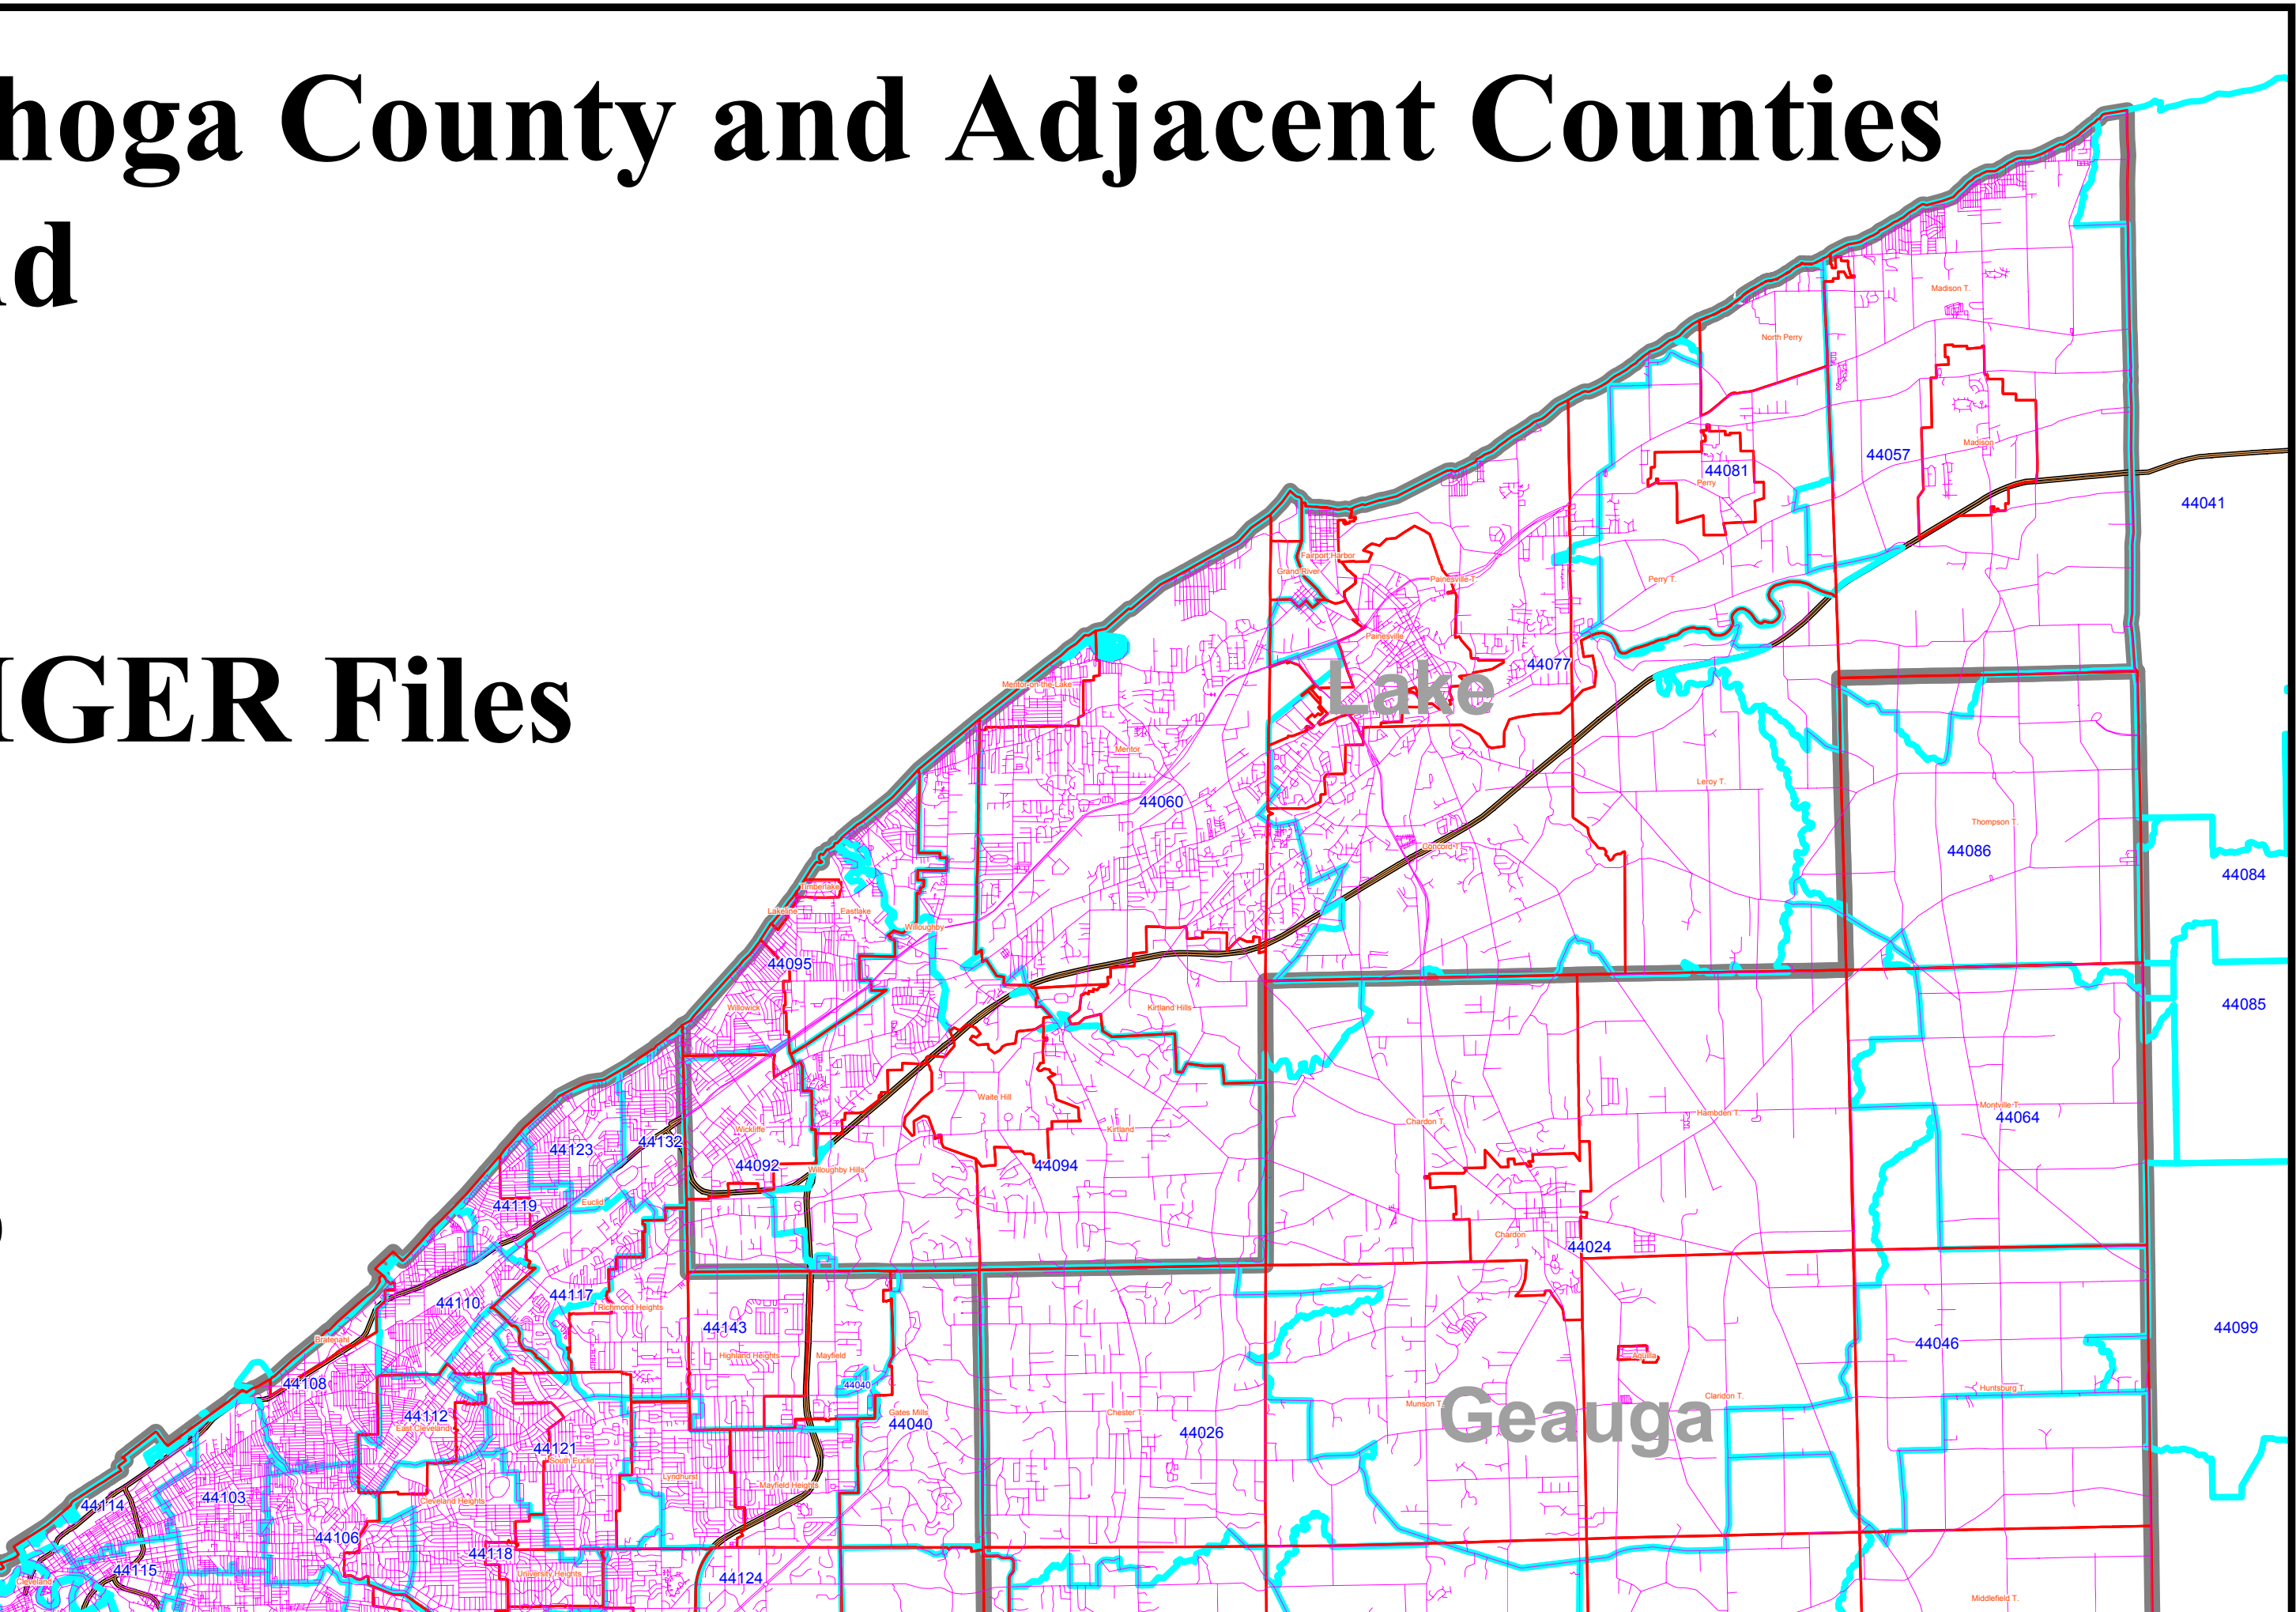 hoga County and Adjacent Counties
d
IGER Files
Madison T.
North Perry
Madison
44057
44081
Perry
44041
Fairport Harbor
Grand River
Painesville T.
Perry T.
Painesville
44077
Lake
Mentor-on-the-Lake
Mentor
44060
Leroy T.
Thompson T.
44086
Concord T.
44084
Timberlake
Lakeline
Eastlake
Willoughby
44095
Willowick
Kirtland Hills
44085
Waite Hill
Montville T.
44064
Hambden T.
Chardon T.
Wickliffe
Kirtland
44132
44123
44092
Willoughby Hills
44094
44119
Euclid
Chardon
44024
44117
44110
Richmond Heights
44143
44099
Bratenahl
Highland Heights
Mayfield
44046
Aquilla
44108
44040
Huntsburg T.
Claridon T.
Munson T.
Geauga
44112
East Cleveland
Gates Mills
44040
Chester T.
44026
44121
South Euclid
Lyndhurst
Mayfield Heights
44114
44103
Cleveland Heights
44106
44118
44115
University Heights
44124
Cleveland
Middlefield T.